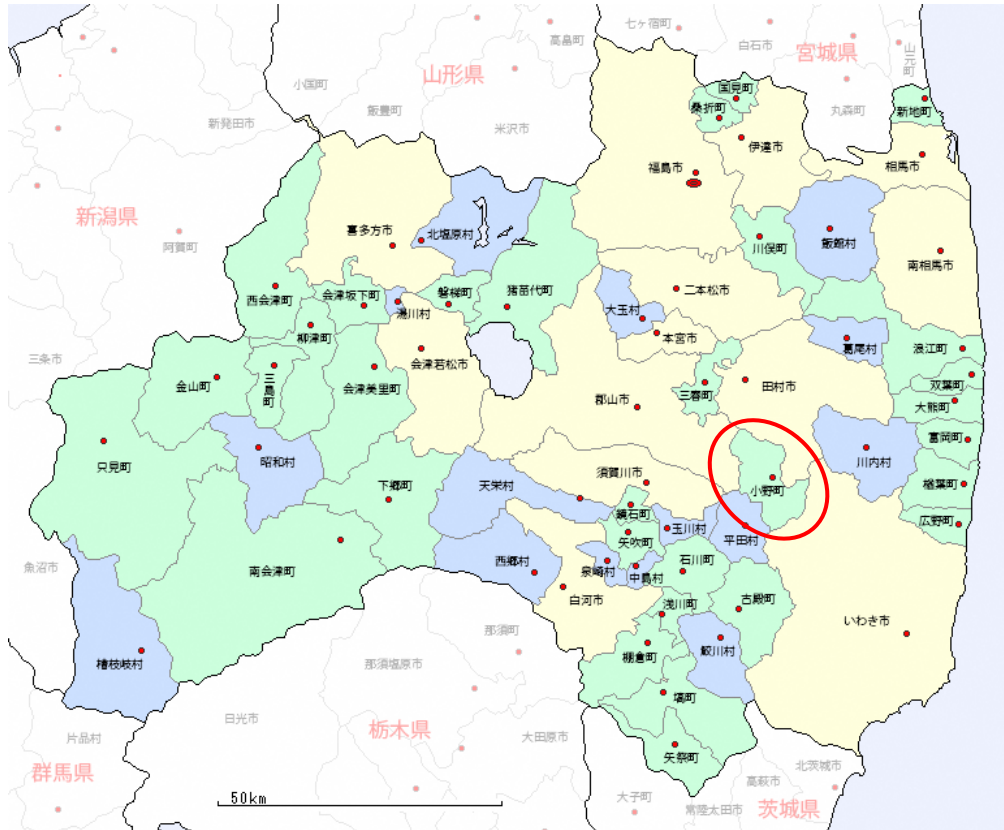 七ヶ宿町
高畠町
白石市
宮城県
山元町
小国町
山形県
飯豊町
米沢市
丸森町
新発田市
国見町
桑折町
新地町
伊達市
相馬市
福島市
新潟県
阿賀町
喜多方市
北塩原村
川俣町
飯舘村
南相馬市
西会津町
会津坂下町
湯川村
磐梯町
猪苗代町
二本松市
大玉村
本宮市
柳津町
葛尾村
浪江町
三条市
金山町
三島町
会津美里町
会津若松市
郡山市
三春町
田村市
双葉町
大熊町
富岡町
只見町
昭和村
下郷町
天栄村
須賀川市
小野町
川内村
楢葉町
鏡石町
玉川村
平田村
広野町
矢吹町
南会津町
西郷村
泉崎村
中島村
石川町
魚沼市
白河市
浅川町
古殿町
いわき市
那須町
檜枝岐村
那須塩原市
棚倉町
鮫川村
塙町
日光市
片品村
栃木県
大田原市
矢祭町
群馬県
北茨城市
高萩市
50km
大子町
常陸太田市
茨城県